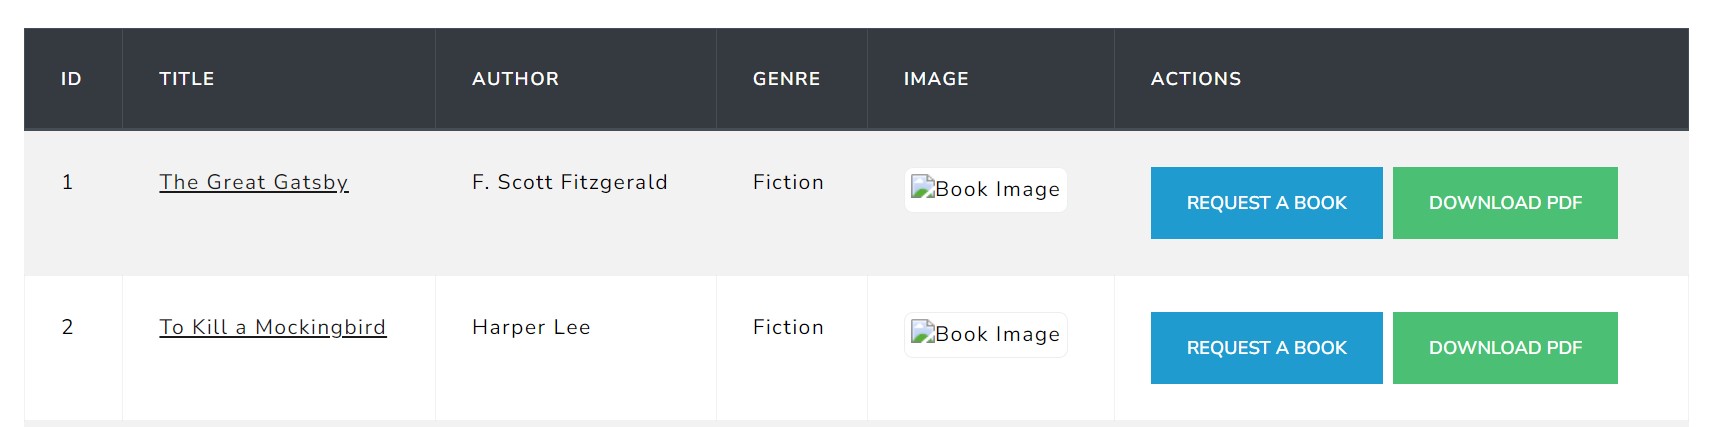 ID TITLE AUTHOR GENRE IMAGE ACTIONS
1 The Great Gatsby F. Scott Fitzgerald Fiction Book Image REQUEST A BOOK DOWNLOAD PDF
2 To Kill a Mockingbird Harper Lee Fiction Book Image REQUEST A BOOK DOWNLOAD PDF